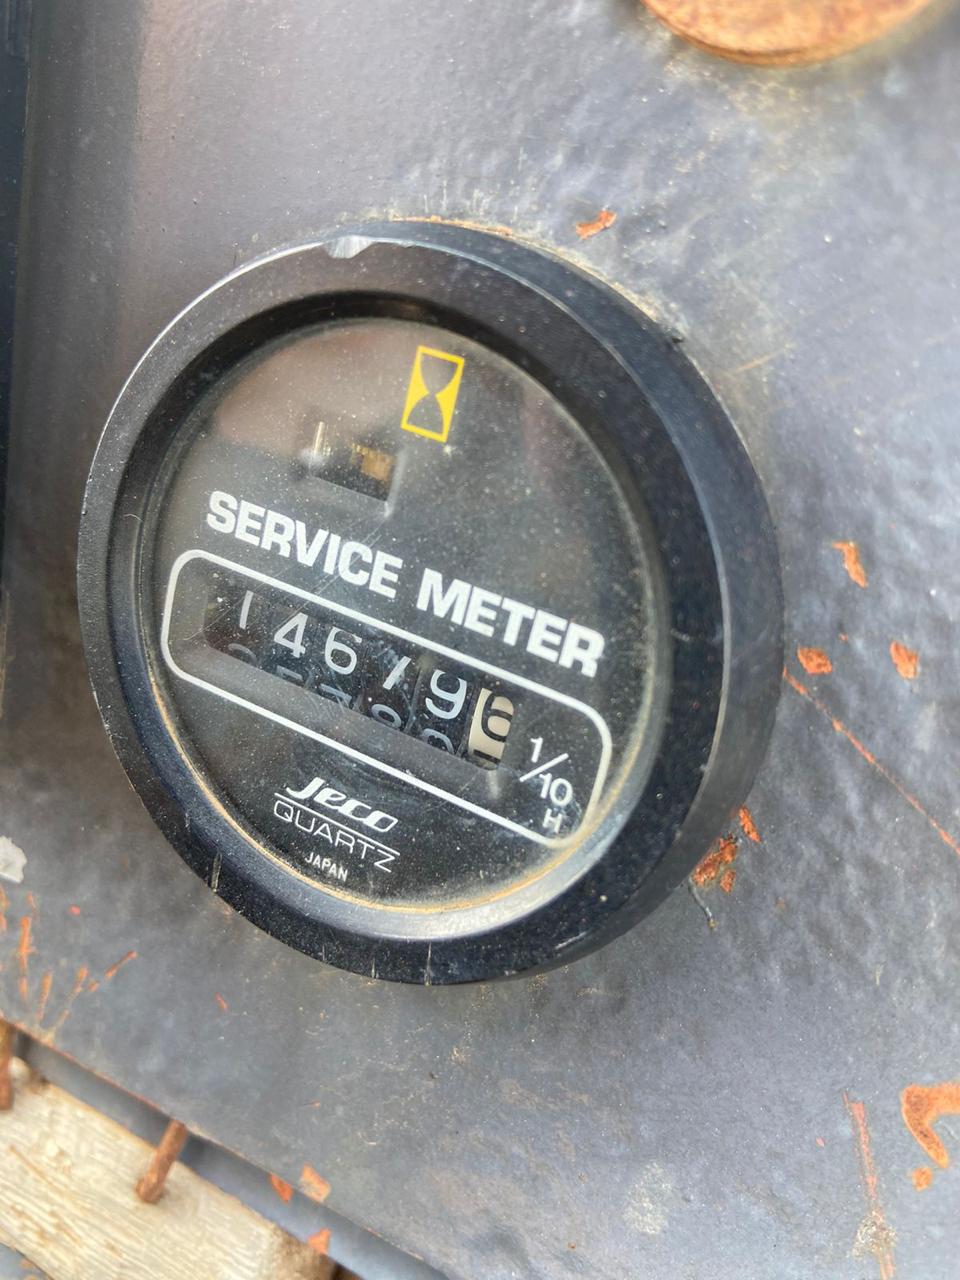 SERVICE METER
146796
1/10
H
Jeco
QUARTZ
JAPAN